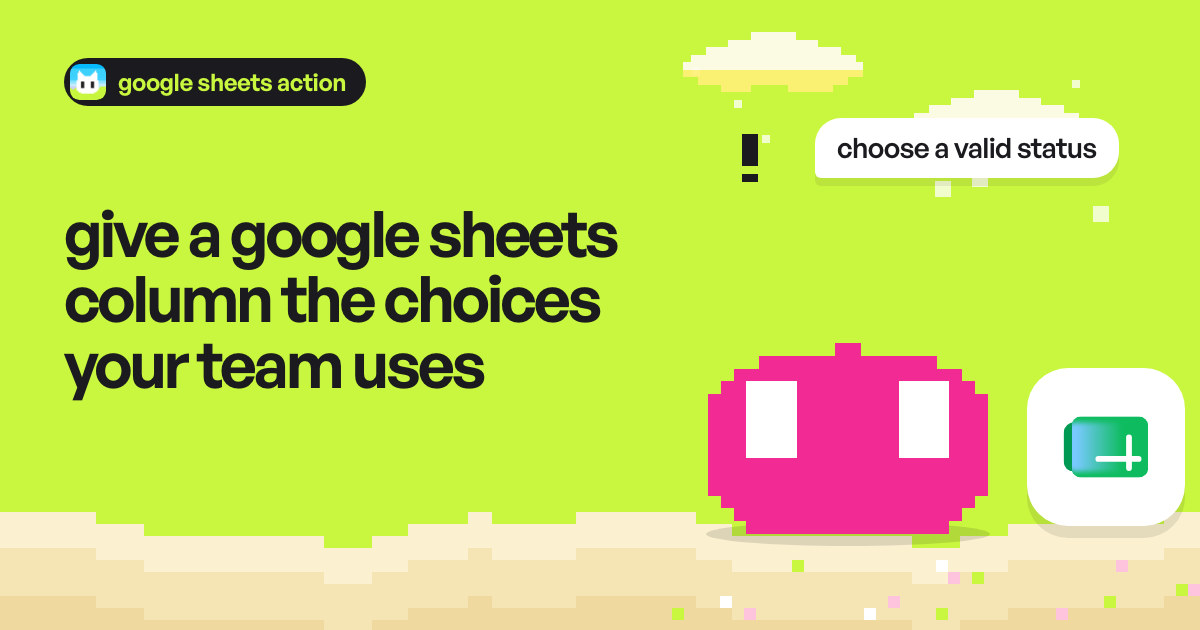 google sheets action
choose a valid status
give a google sheets
column the choices
your team uses